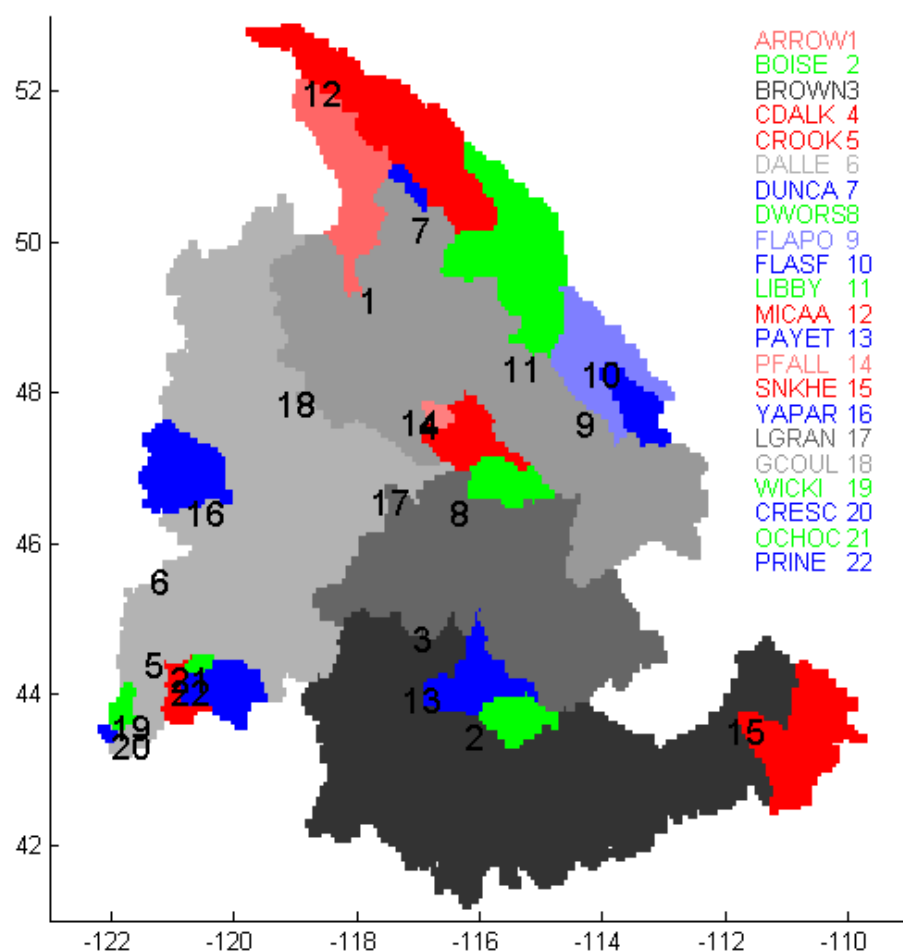 52
50
48
46
44
42
12
7
1
11
10
18
14
4
9
17
16
8
6
3
5
21
22
13
19
20
2
15
ARROW1
BOISE 2
BROWN3
CDALK 4
CROOK5
DALLE 6
DUNCA 7
DWORS8
FLAPO 9
FLASF 10
LIBBY 11
MICAA 12
PAYET 13
PFALL 14
SNKHE 15
YAPAR 16
LGRAN 17
GCOUL 18
WICKI 19
CRESC 20
OCHOC 21
PRINE 22
-122 -120 -118 -116 -114 -112 -110